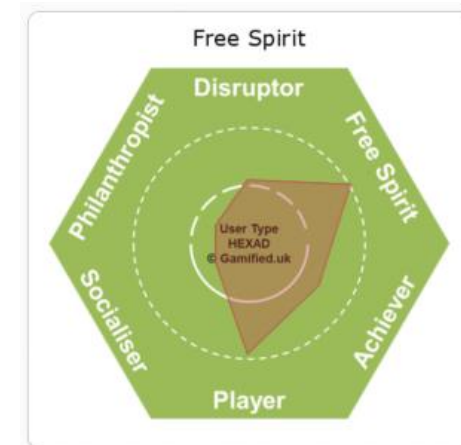 Free Spirit
Disruptor
Philanthropist
Free Spirit
User Type
HEXAD
© Gamified.uk
Socialiser
Achiever
Player